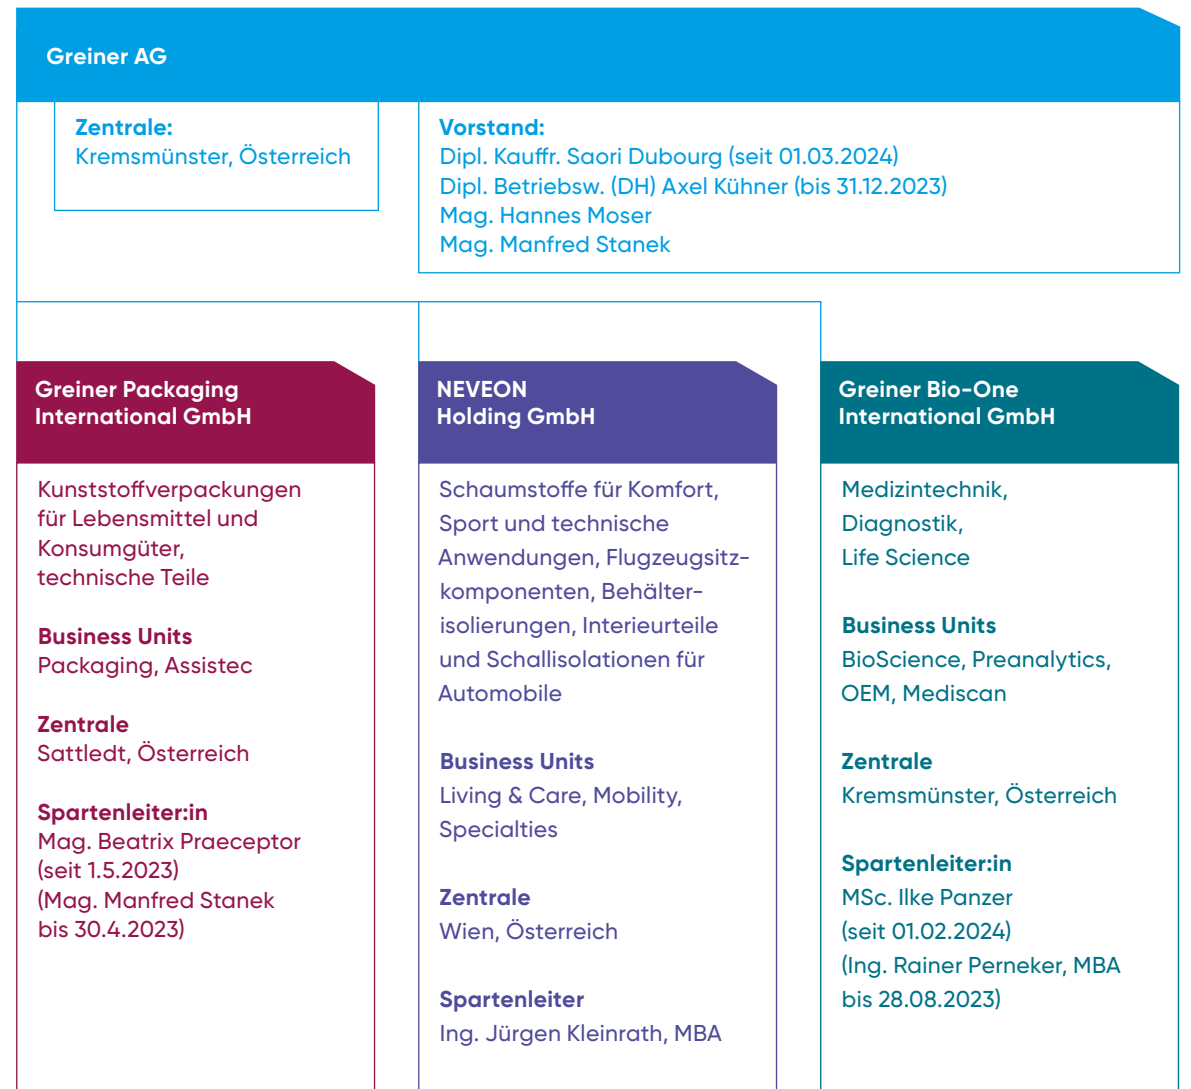 Greiner AG
Zentrale:
Kremsmünster, Österreich
Vorstand:
Dipl. Kauffr. Saori Dubourg (seit 01.03.2024)
Dipl. Betriebsw. (DH) Axel Kühner (bis 31.12.2023)
Mag. Hannes Moser
Mag. Manfred Stanek
Greiner Packaging
International GmbH
Kunststoffverpackungen
für Lebensmittel und
Konsumgüter,
technische Teile
Business Units
Packaging, Assistec
Zentrale
Sattledt, Österreich
Spartenleiter:in
Mag. Beatrix Praeceptor
(seit 1.5.2023)
(Mag. Manfred Stanek
bis 30.4.2023)
NEVEON
Holding GmbH
Schaumstoffe für Komfort,
Sport und technische
Anwendungen, Flugzeugsitz-
komponenten, Behälter-
isolierungen, Interieurteile
und Schallisolationen für
Automobile
Business Units
Living & Care, Mobility,
Specialties
Zentrale
Wien, Österreich
Spartenleiter
Ing. Jürgen Kleinrath, MBA
Greiner Bio-One
International GmbH
Medizintechnik,
Diagnostik,
Life Science
Business Units
BioScience, Preanalytics,
OEM, Mediscan
Zentrale
Kremsmünster, Österreich
Spartenleiter:in
MSc. Ilke Panzer
(seit 01.02.2024)
(Ing. Rainer Perneker, MBA
bis 28.08.2023)